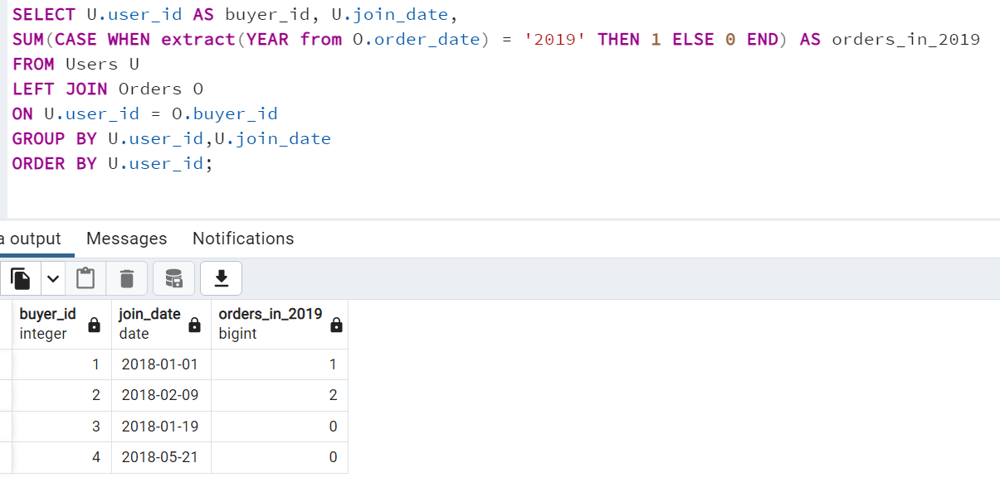 SELECT U.user_id AS buyer_id, U.join_date,
SUM(CASE WHEN extract(YEAR from O.order_date) = '2019' THEN 1 ELSE 0 END) AS orders_in_2019
FROM Users U
LEFT JOIN Orders O
ON U.user_id = O.buyer_id
GROUP BY U.user_id,U.join_date
ORDER BY U.user_id;
a output Messages Notifications
buyer_id join_date orders_in_2019
integer date bigint
1 2018-01-01 1
2 2018-02-09 2
3 2018-01-19 0
4 2018-05-21 0